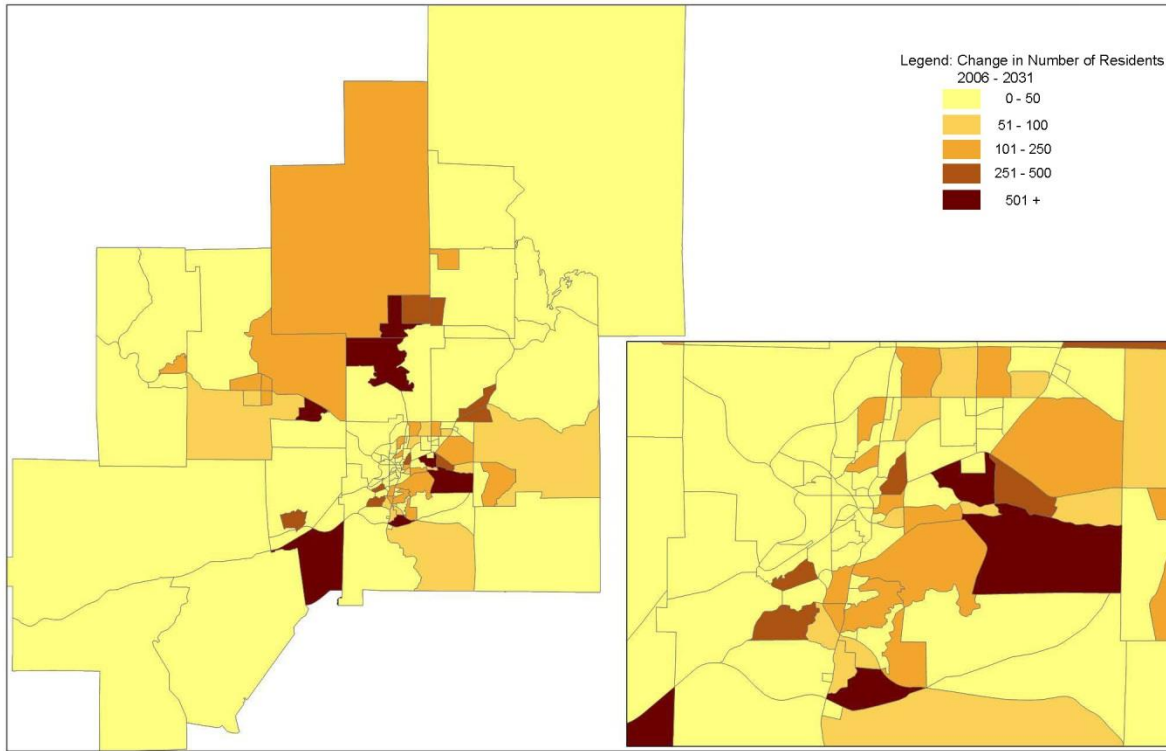 Legend: Change in Number of Residents
2006 - 2031
0 - 50
51 - 100
101 - 250
251 - 500
501 +